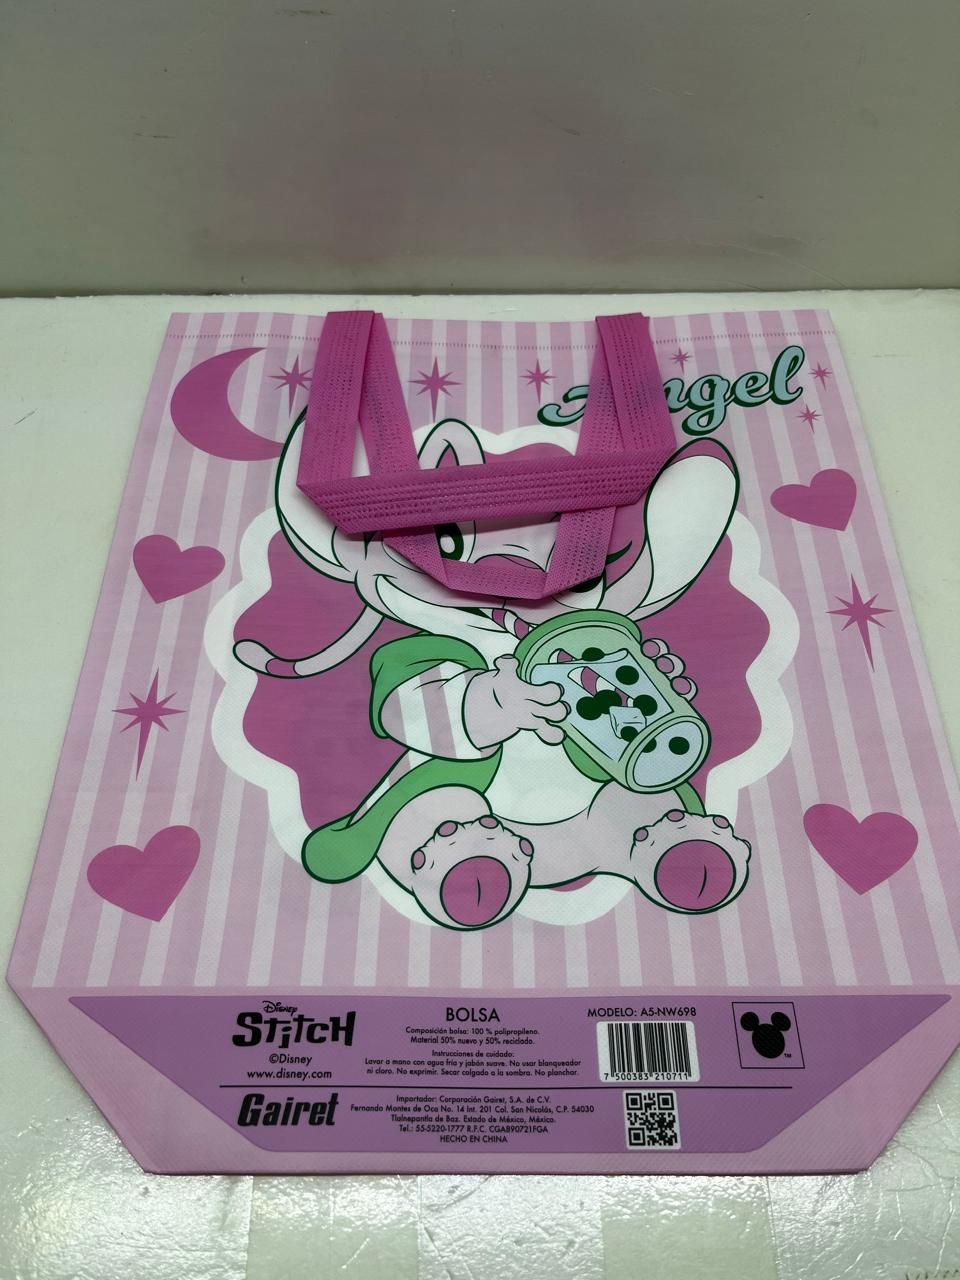 Angel
Disney
Stitch
©Disney
www.disney.com
BOLSA
Composición bolsa: 100 % polipropileno.
Material 50% nuevo y 50% reciclado.
Instrucciones de cuidado:
Lavar a mano con agua fría y jabón suave. No usar blanqueador
ni cloro. No exprimir. Secar colgado a la sombra. No planchar.
MODELO: A5-NW698
7 500383 210711
TM
Gairet
Importador: Corporación Gairet, S.A. de C.V.
Fernando Montes de Oca No. 14 Int. 201 Col. San Nicolás, C.P. 54030
Tlalnepantla de Baz. Estado de México, México.
Tel.: 55-5220-1777 R.F.C. CGA890721FGA
HECHO EN CHINA